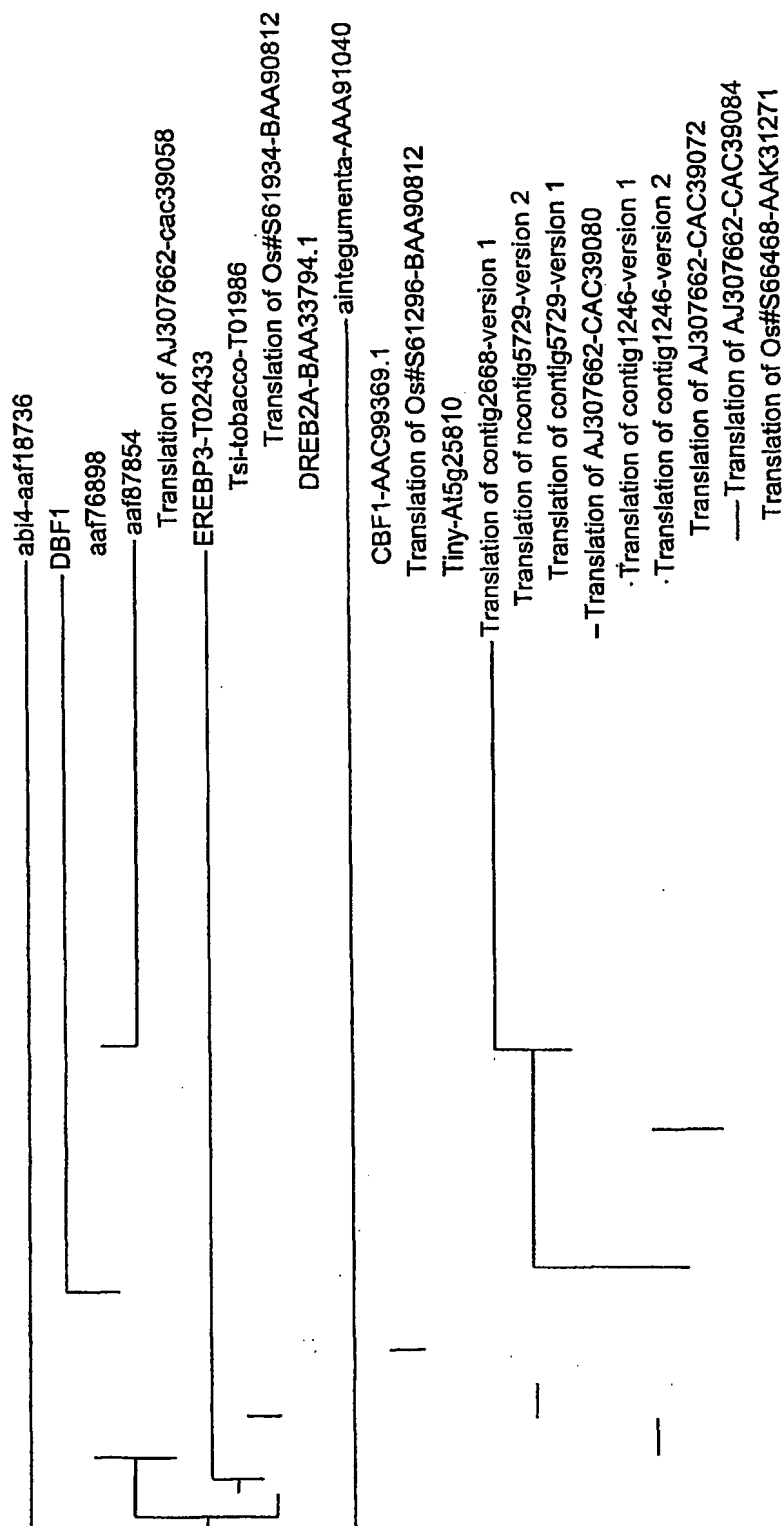 abi4-aaf18736
DBF1
aaf76898
aaf87854
Translation of AJ307662-cac39058
EREBP3-T02433
Tsi-tobacco-T01986
Translation of Os#S61934-BAA90812
DREB2A-BAA33794.1
aintegumenta-AAA91040
CBF1-AAC99369.1
Translation of Os#S61296-BAA90812
Tiny-At5g25810
Translation of contig2668-version 1
Translation of ncontig5729-version 2
Translation of contig5729-version 1
Translation of AJ307662-CAC39080
Translation of contig1246-version 1
Translation of contig1246-version 2
Translation of AJ307662-CAC39072
Translation of AJ307662-CAC39084
Translation of Os#S66468-AAK31271